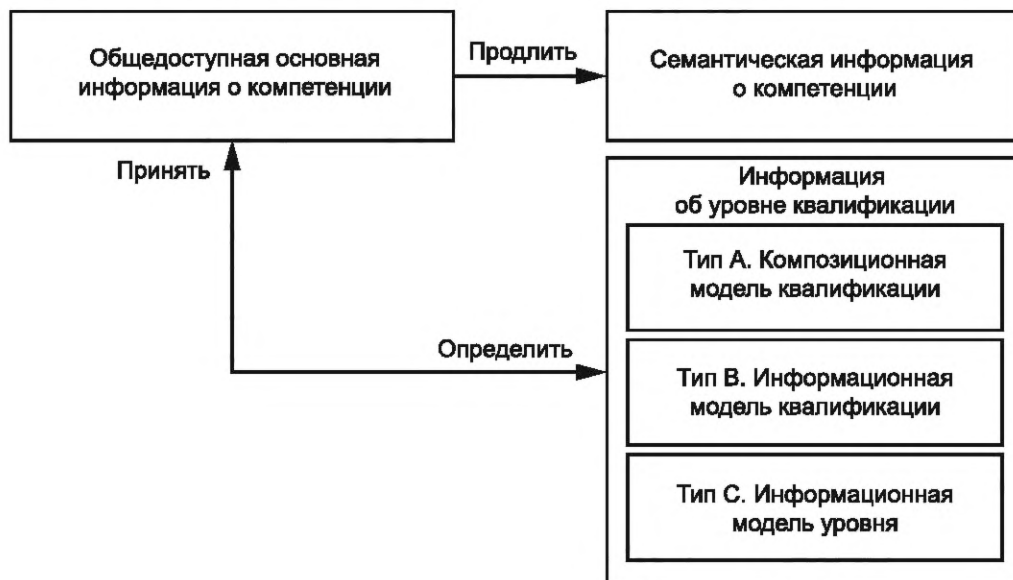 Общедоступная основная
информация о компетенции
Продлить
Семантическая информация
о компетенции
Принять
Информация
об уровне квалификации
Тип А. Композиционная
модель квалификации
Определить
Тип В. Информационная
модель квалификации
Тип С. Информационная
модель уровня